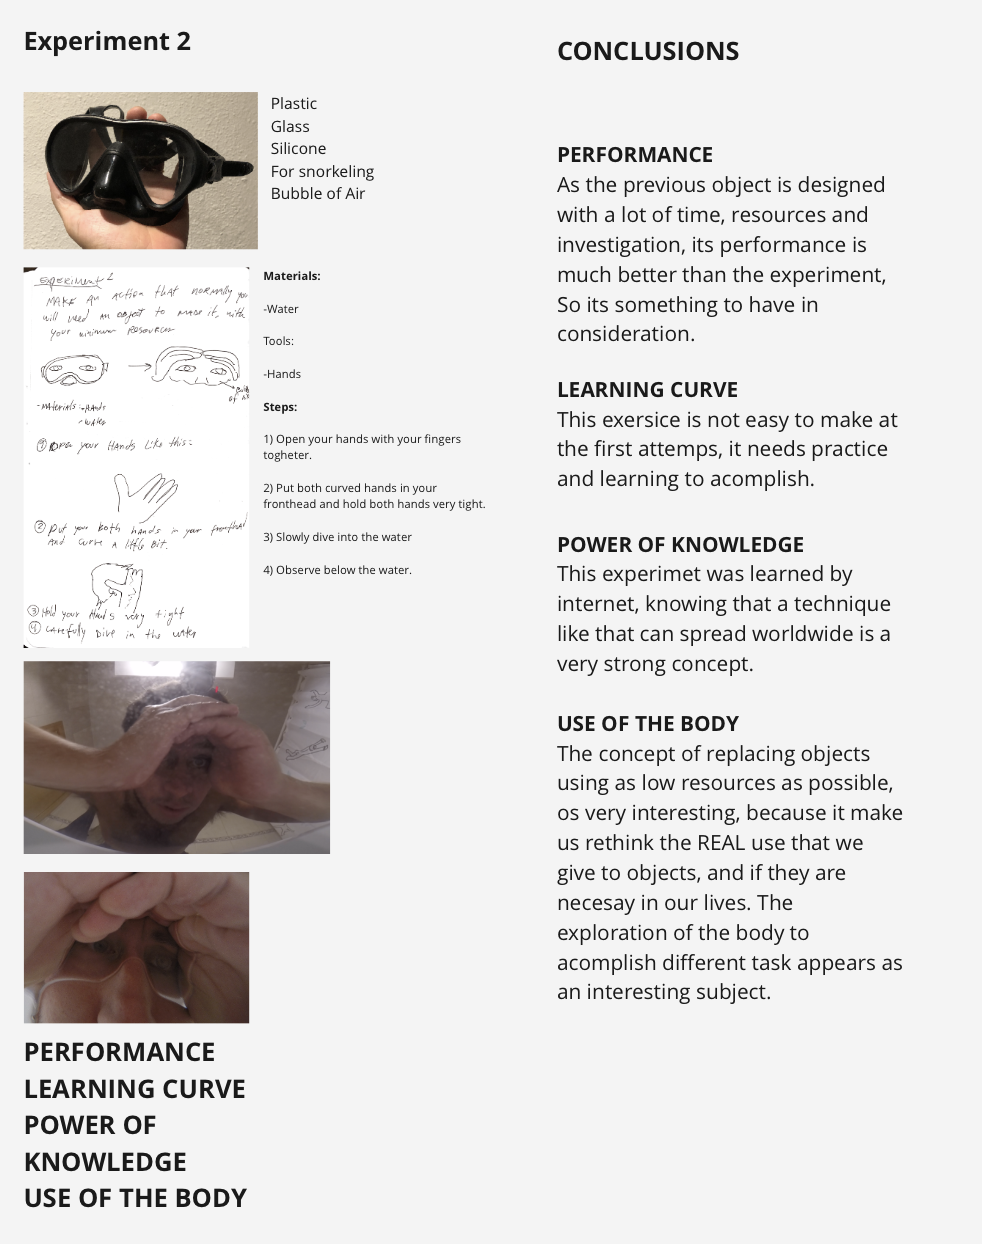 Experiment 2
Plastic
Glass
Silicone
For snorkeling
Bubble of Air
EXPERIMENT 2
MAKE AN ACTION that normally you
will need an object to made it, with
your minimum RESOURCES
-MATERIALS: -HANDS
-WATER
① Open your Hands like this:
② Put you Both hands in your fronthead
AND curve A little Bit.
③ Hold your Hands very tight
④ carefully Dive in the water
Materials:
-Water
Tools:
-Hands
Steps:
1) Open your hands with your fingers
togheter.
2) Put both curved hands in your
fronthead and hold both hands very tight.
3) Slowly dive into the water
4) Observe below the water.
PERFORMANCE
LEARNING CURVE
POWER OF
KNOWLEDGE
USE OF THE BODY
CONCLUSIONS
PERFORMANCE
As the previous object is designed
with a lot of time, resources and
investigation, its performance is
much better than the experiment,
So its something to have in
consideration.
LEARNING CURVE
This exersice is not easy to make at
the first attemps, it needs practice
and learning to acomplish.
POWER OF KNOWLEDGE
This experimet was learned by
internet, knowing that a technique
like that can spread worldwide is a
very strong concept.
USE OF THE BODY
The concept of replacing objects
using as low resources as possible,
os very interesting, because it make
us rethink the REAL use that we
give to objects, and if they are
necesay in our lives. The
exploration of the body to
acomplish different task appears as
an interesting subject.